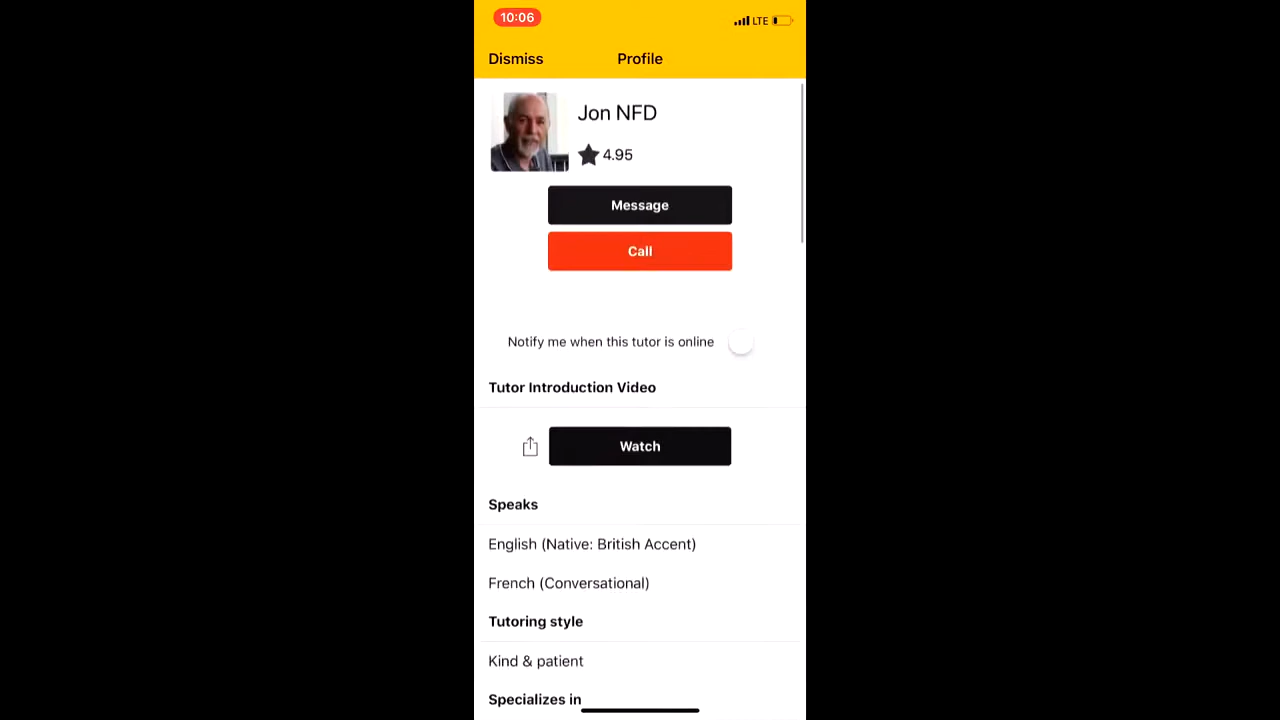 10:06
LTE
Dismiss
Profile
Jon NFD
4.95
Message
Call
Notify me when this tutor is online
Tutor Introduction Video
Watch
Speaks
English (Native: British Accent)
French (Conversational)
Tutoring style
Kind & patient
Specializes in